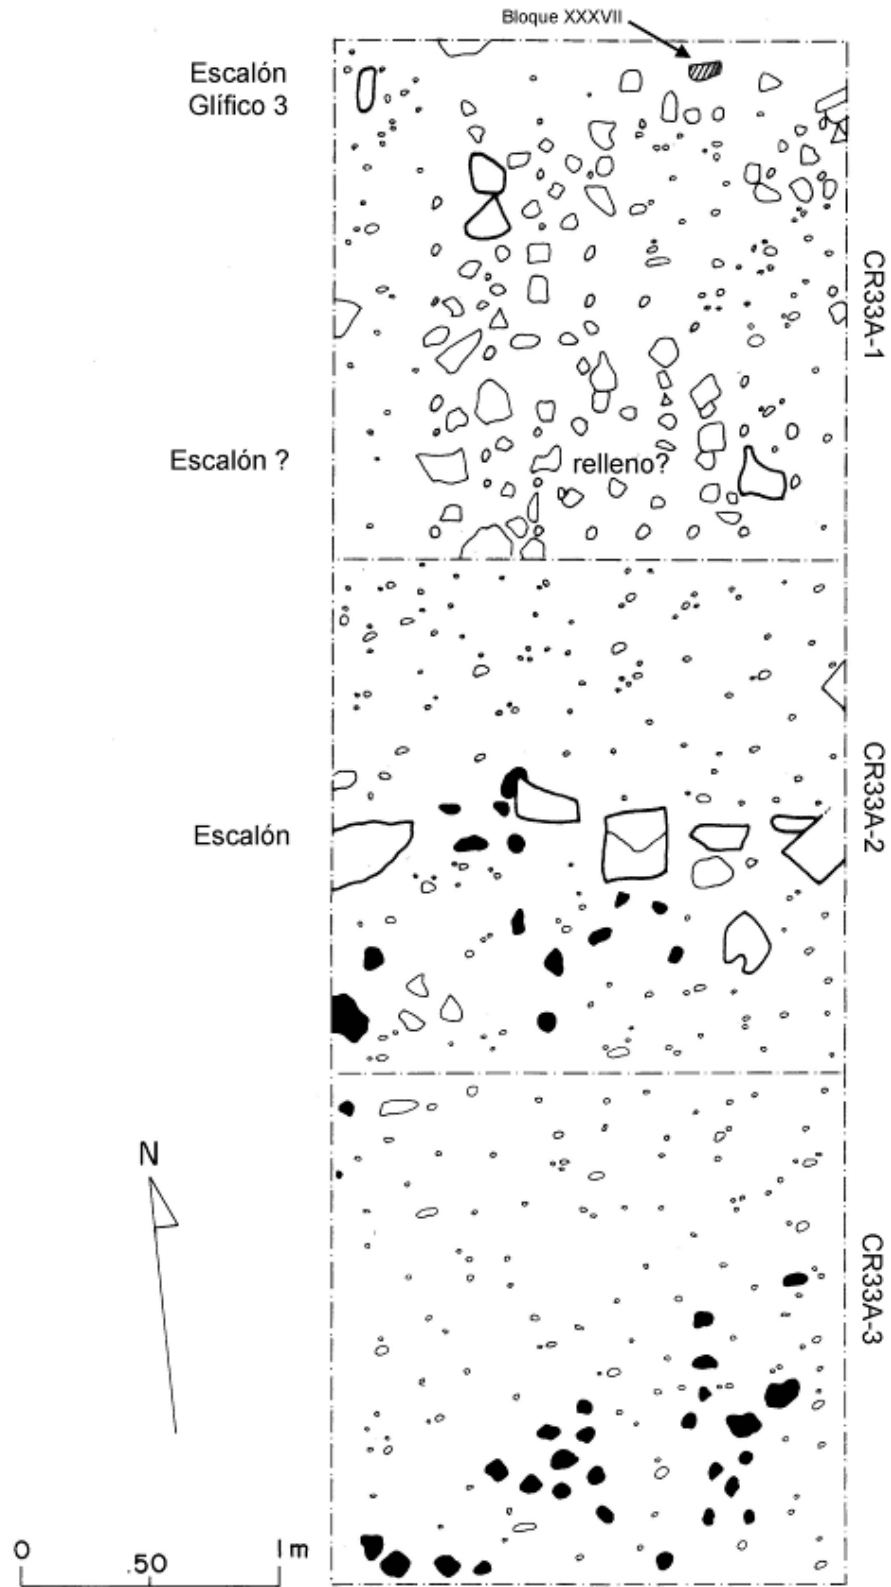 Bloque XXXVII
Escalón
Glífico 3
CR33A-1
Escalón ?
relleno?
CR33A-2
Escalón
N
CR33A-3
0
.50
1 m